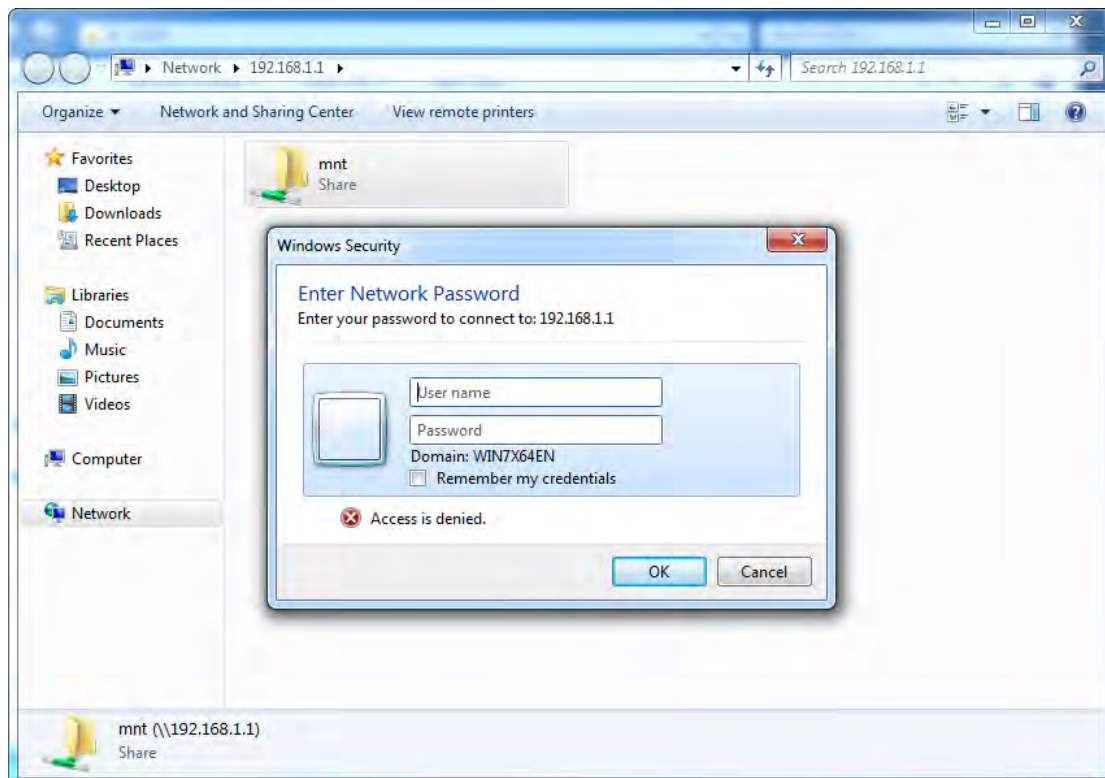 Network 192.168.1.1
Search 192.168.1.1
Organize Network and Sharing Center View remote printers
Favorites
Desktop
Downloads
Recent Places
Libraries
Documents
Music
Pictures
Videos
Computer
Network
mnt
Share
Windows Security
Enter Network Password
Enter your password to connect to: 192.168.1.1
User name
Password
Domain: WIN7X64EN
Remember my credentials
Access is denied.
OK Cancel
mnt (\\192.168.1.1)
Share